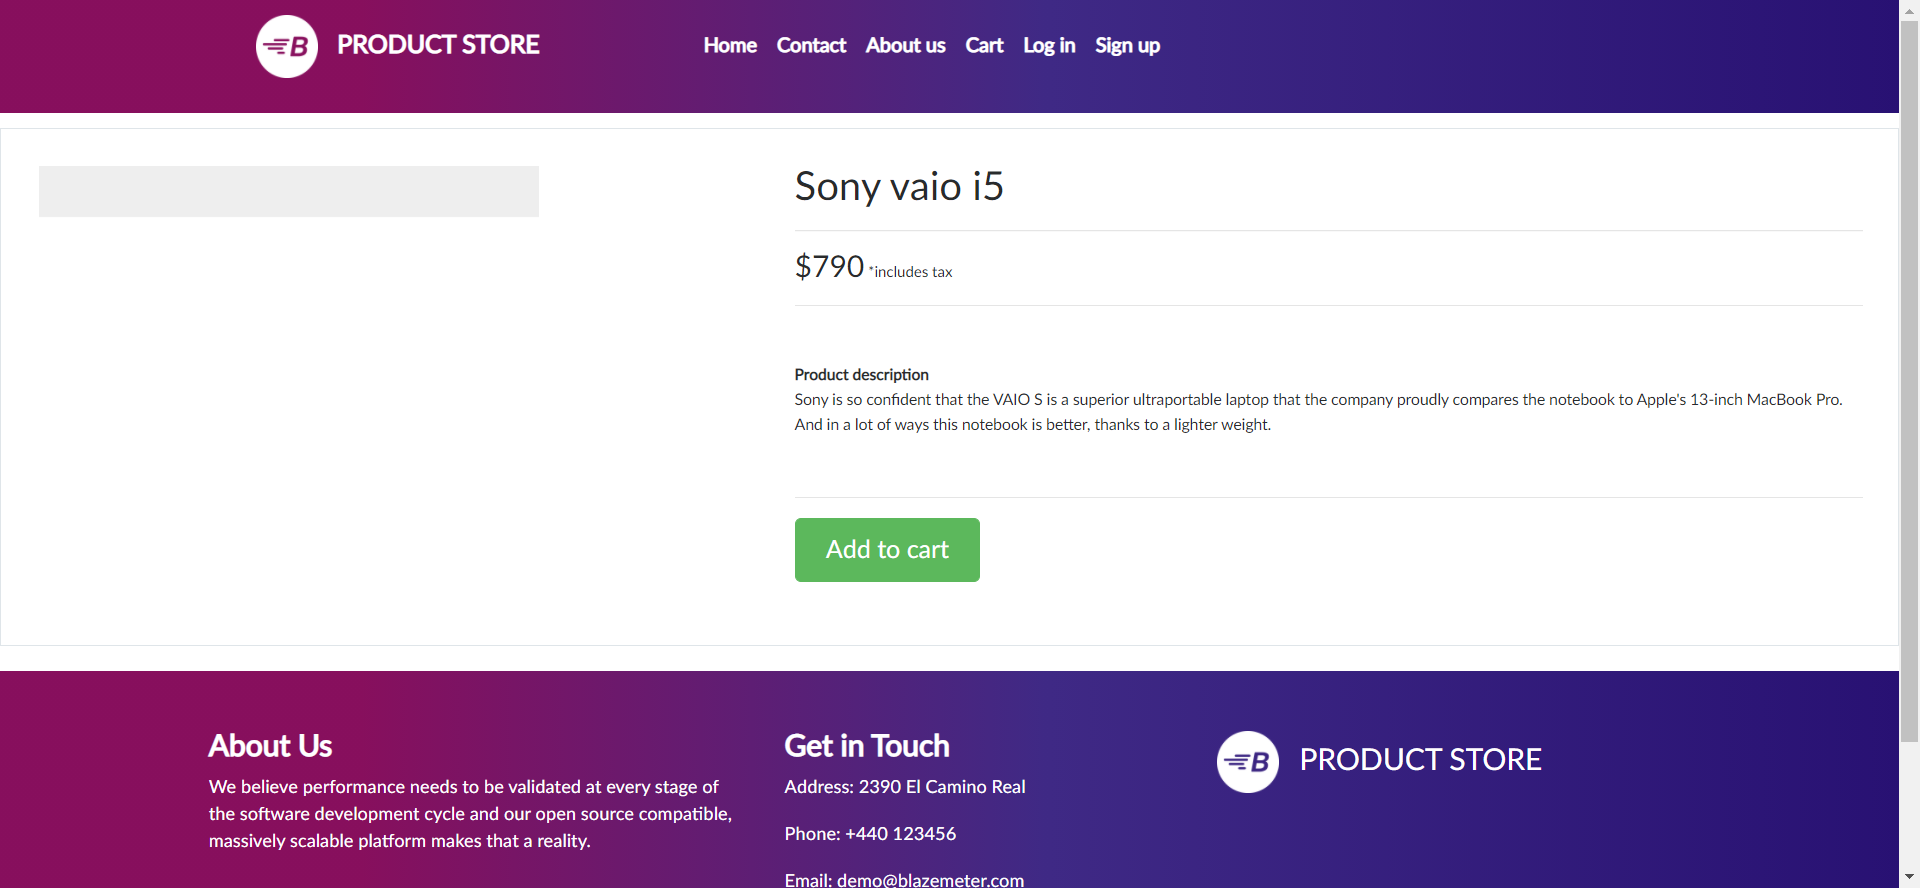 B PRODUCT STORE Home Contact About us Cart Log in Sign up
Sony vaio i5
$790 *includes tax
Product description
Sony is so confident that the VAIO S is a superior ultraportable laptop that the company proudly compares the notebook to Apple's 13-inch MacBook Pro.
And in a lot of ways this notebook is better, thanks to a lighter weight.
Add to cart
About Us
We believe performance needs to be validated at every stage of
the software development cycle and our open source compatible,
massively scalable platform makes that a reality.
Get in Touch
Address: 2390 El Camino Real
Phone: +440 123456
Email: demo@blazemeter.com
B PRODUCT STORE